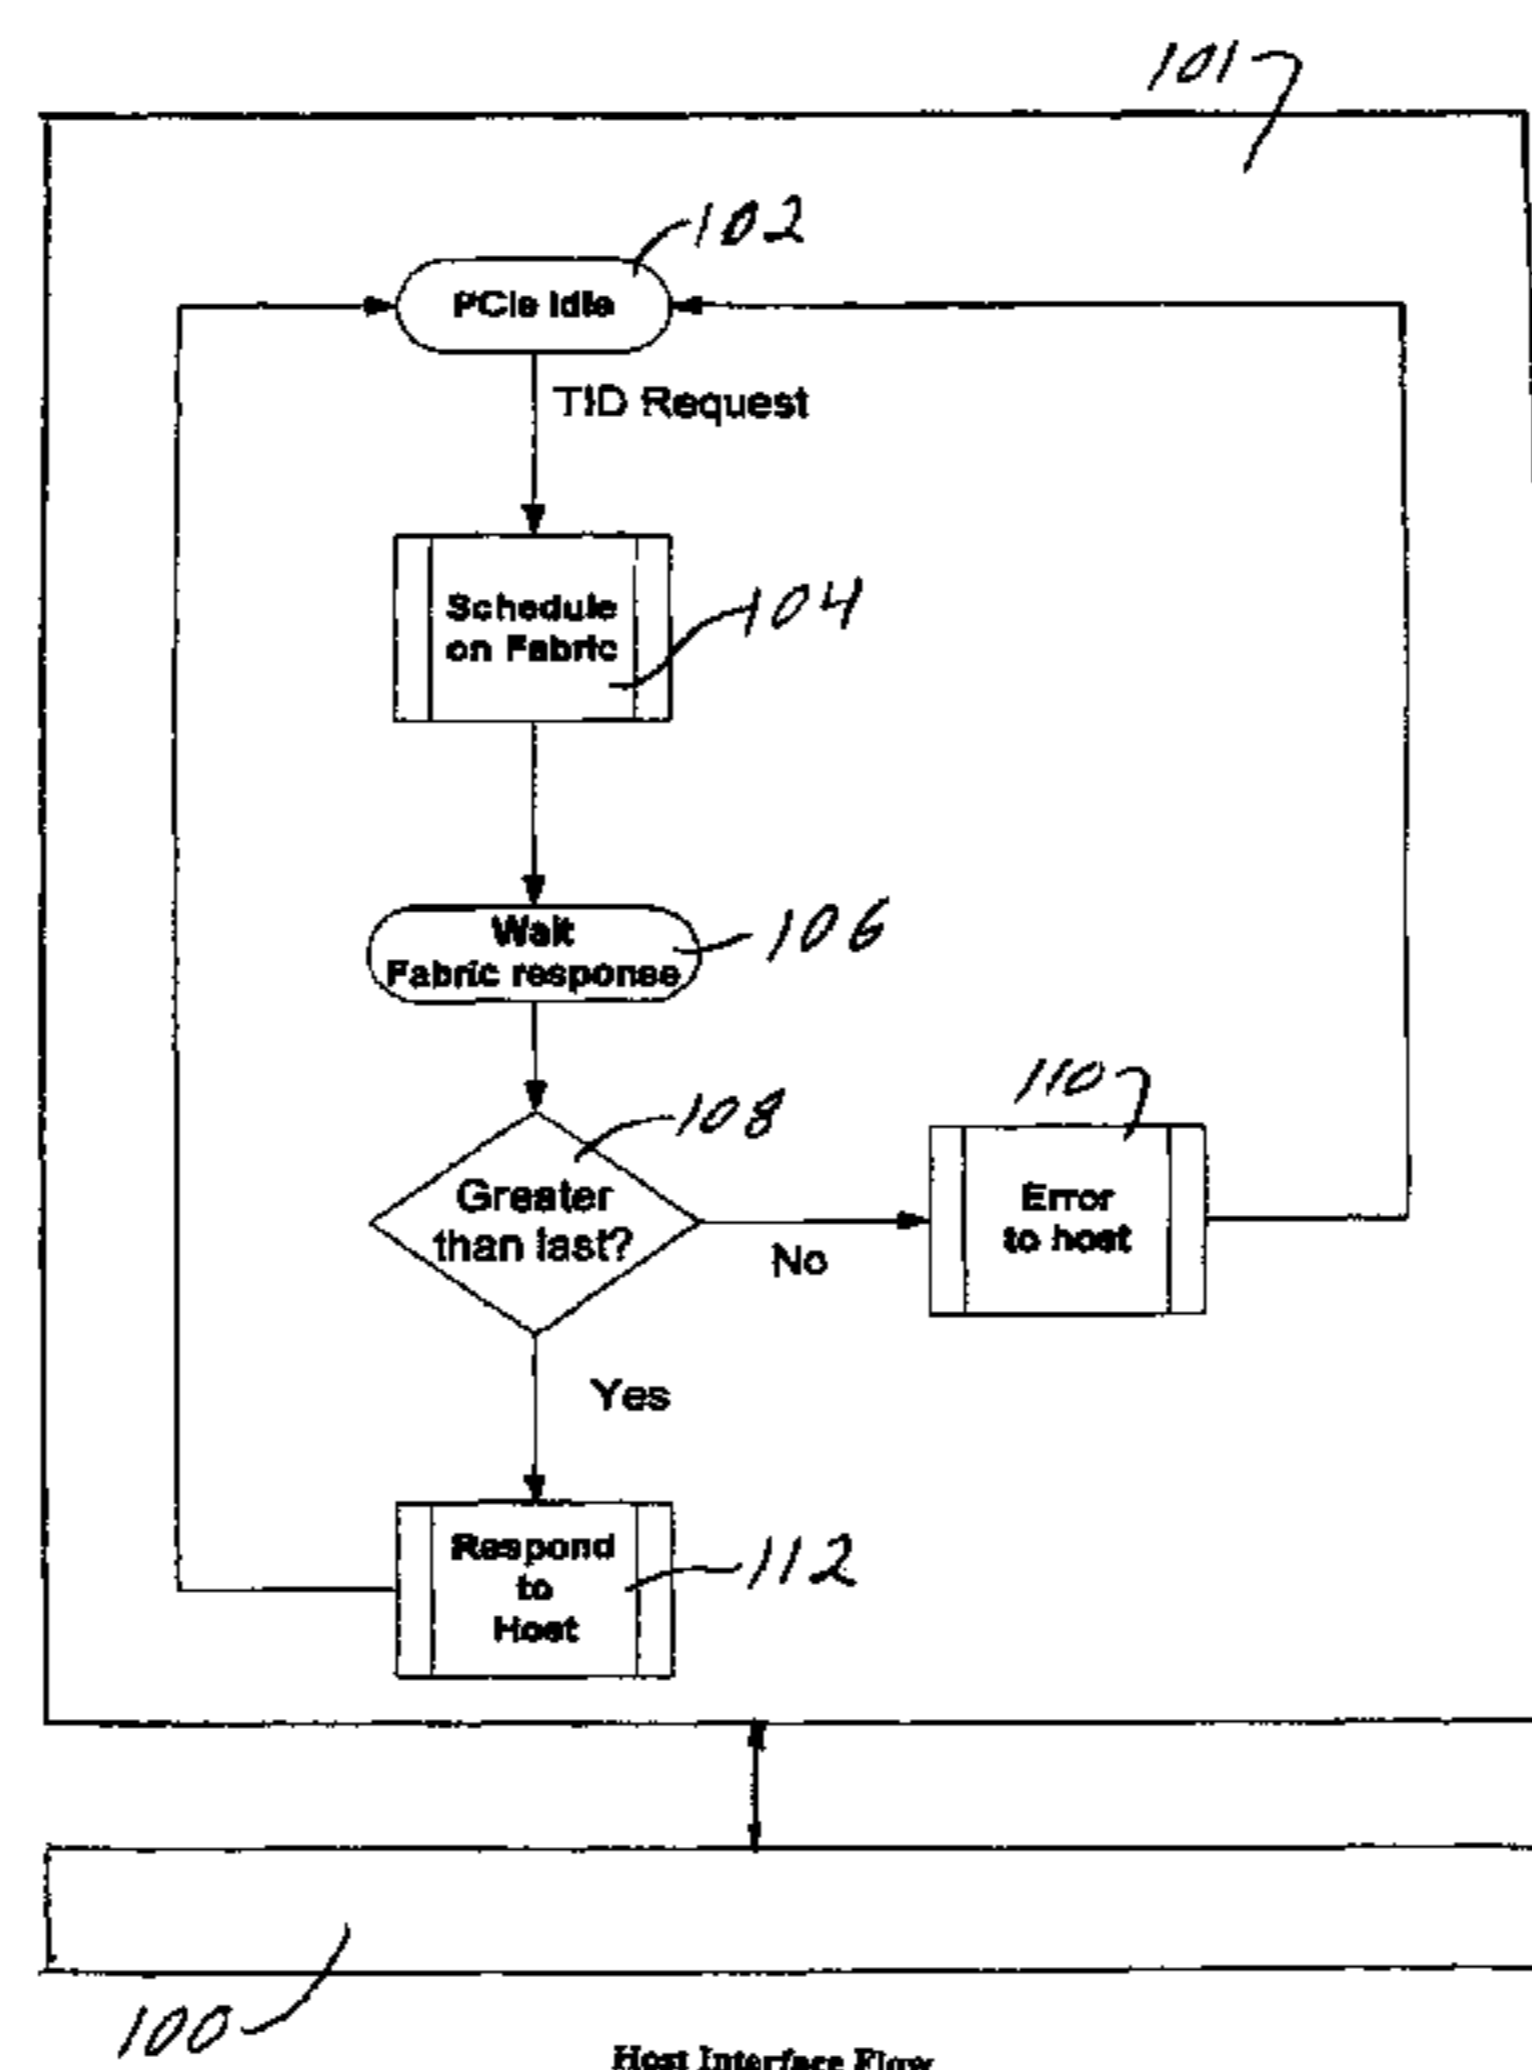 101
102
PCIe Idle
TID Request
Schedule
on Fabric
104
Wait
Fabric response
106
108
110
Greater
than last?
Error
to host
No
Yes
Respond
to
Host
112
100
Host Interface Flow